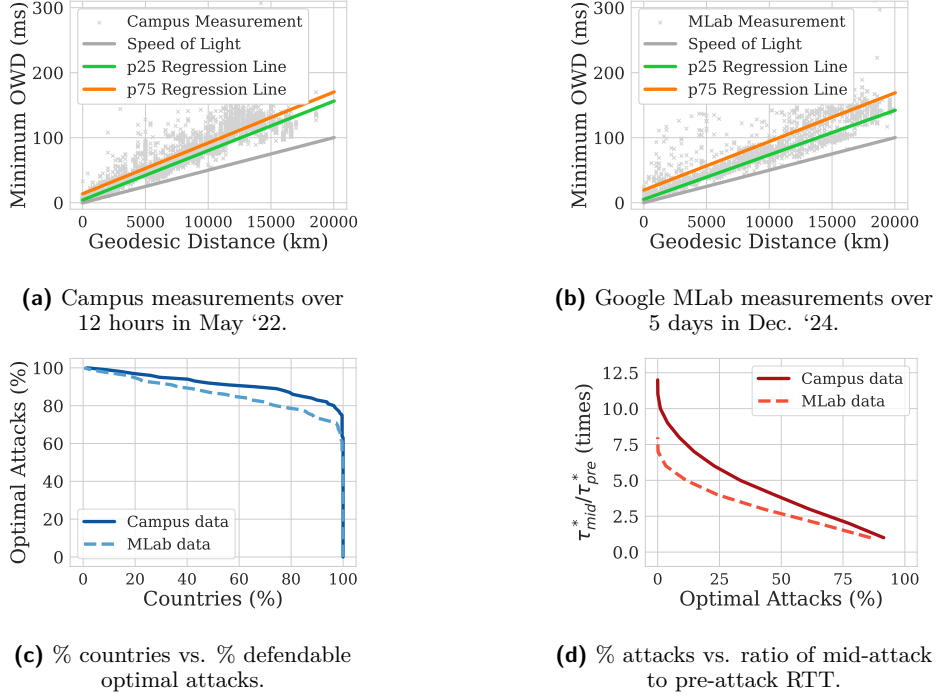 Minimum OWD (ms)
300
200
100
0
Campus Measurement
Speed of Light
p25 Regression Line
p75 Regression Line
0 5000 10000 15000 20000
Geodesic Distance (km)
(a) Campus measurements over
12 hours in May ‘22.
Minimum OWD (ms)
300
200
100
0
MLab Measurement
Speed of Light
p25 Regression Line
p75 Regression Line
0 5000 10000 15000 20000
Geodesic Distance (km)
(b) Google MLab measurements over
5 days in Dec. ‘24.
Optimal Attacks (%)
100
80
60
40
20
0
Campus data
MLab data
0 20 40 60 80 100
Countries (%)
(c) % countries vs. % defendable
optimal attacks.
τ*mid/τ*pre (times)
12.5
10.0
7.5
5.0
2.5
0.0
Campus data
MLab data
0 25 50 75 100
Optimal Attacks (%)
(d) % attacks vs. ratio of mid-attack
to pre-attack RTT.